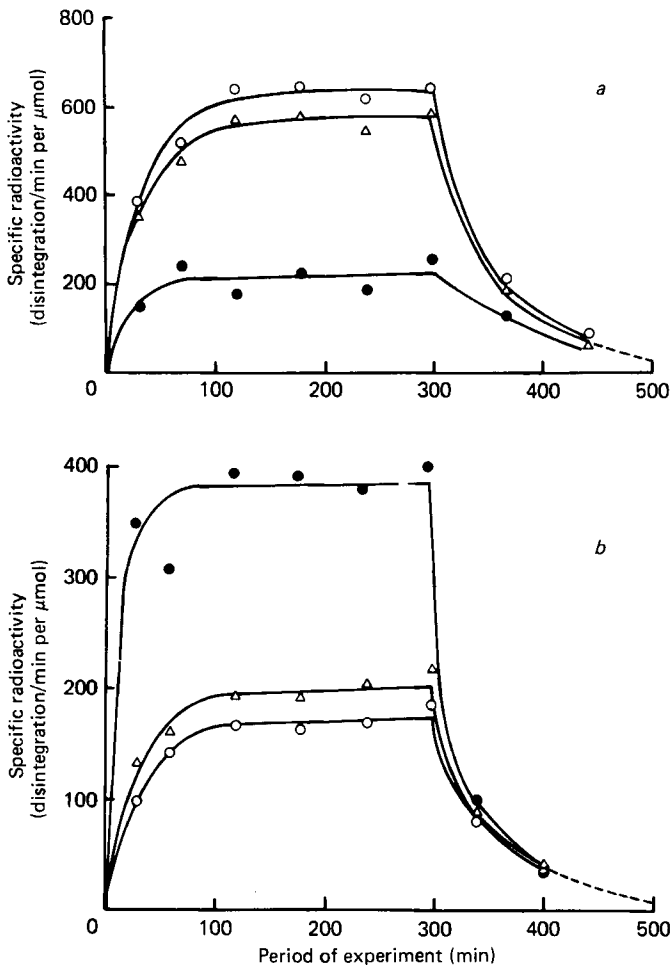 800
600
400
200
0
Specific radioactivity
(disintegration/min per μmol)
a
100
200
300
400
500
400
300
200
100
0
Specific radioactivity
(disintegration/min per μmol)
b
100
200
300
400
500
Period of experiment (min)